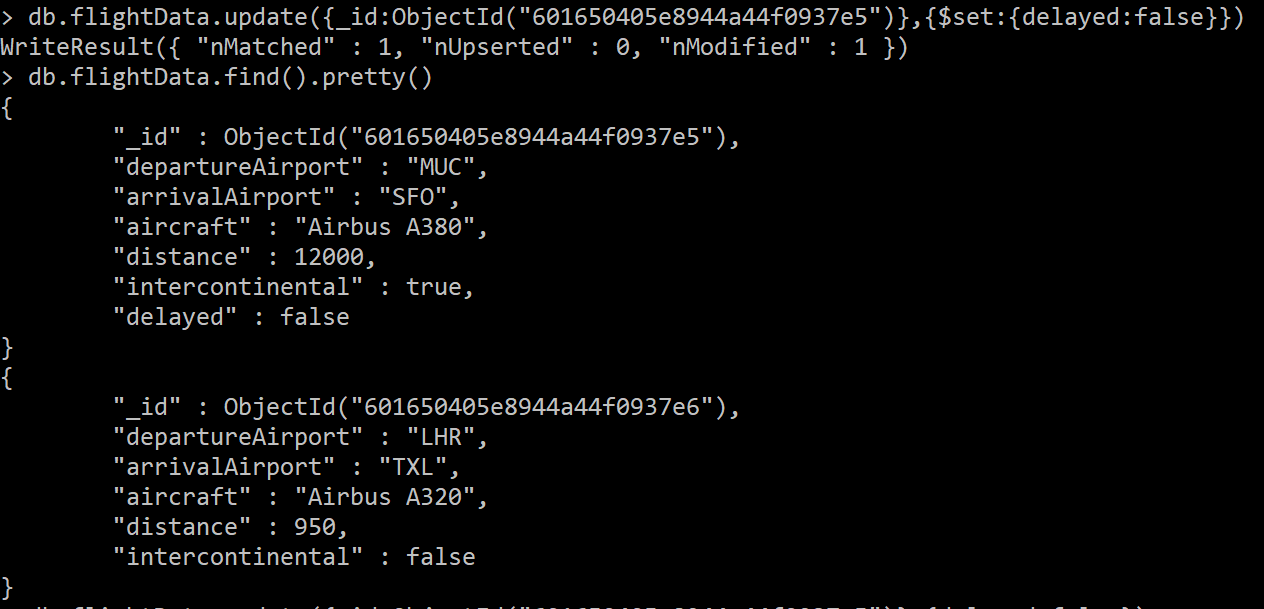 > db.flightData.update({_id:ObjectId("601650405e8944a44f0937e5")},{$set:{delayed:false}})
WriteResult({ "nMatched" : 1, "nUpserted" : 0, "nModified" : 1 })
> db.flightData.find().pretty()
{
        "_id" : ObjectId("601650405e8944a44f0937e5"),
        "departureAirport" : "MUC",
        "arrivalAirport" : "SFO",
        "aircraft" : "Airbus A380",
        "distance" : 12000,
        "intercontinental" : true,
        "delayed" : false
}
{
        "_id" : ObjectId("601650405e8944a44f0937e6"),
        "departureAirport" : "LHR",
        "arrivalAirport" : "TXL",
        "aircraft" : "Airbus A320",
        "distance" : 950,
        "intercontinental" : false
}